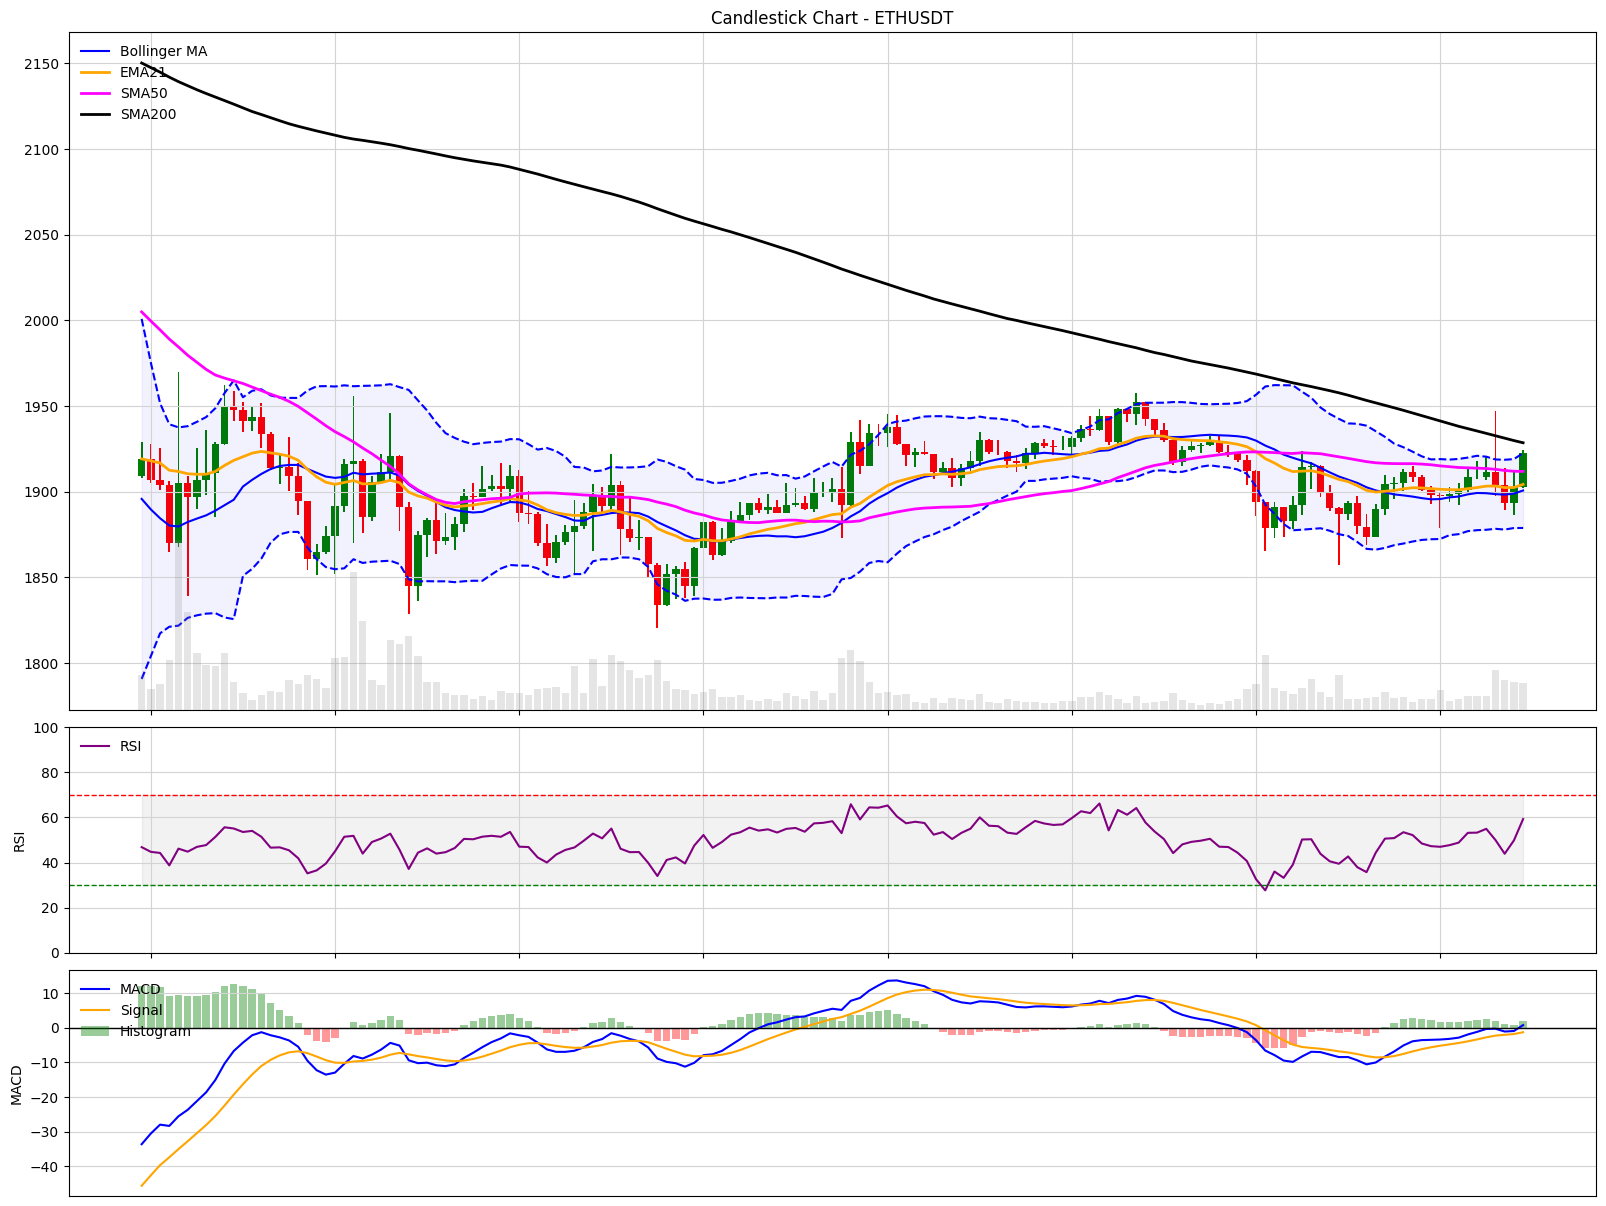 Candlestick Chart - ETHUSDT
Bollinger MA
EMA21
SMA50
SMA200
2150
2100
2050
2000
1950
1900
1850
1800
RSI
100
80
60
40
20
0
RSI
MACD
Signal
Histogram
10
0
−10
−20
−30
−40
MACD